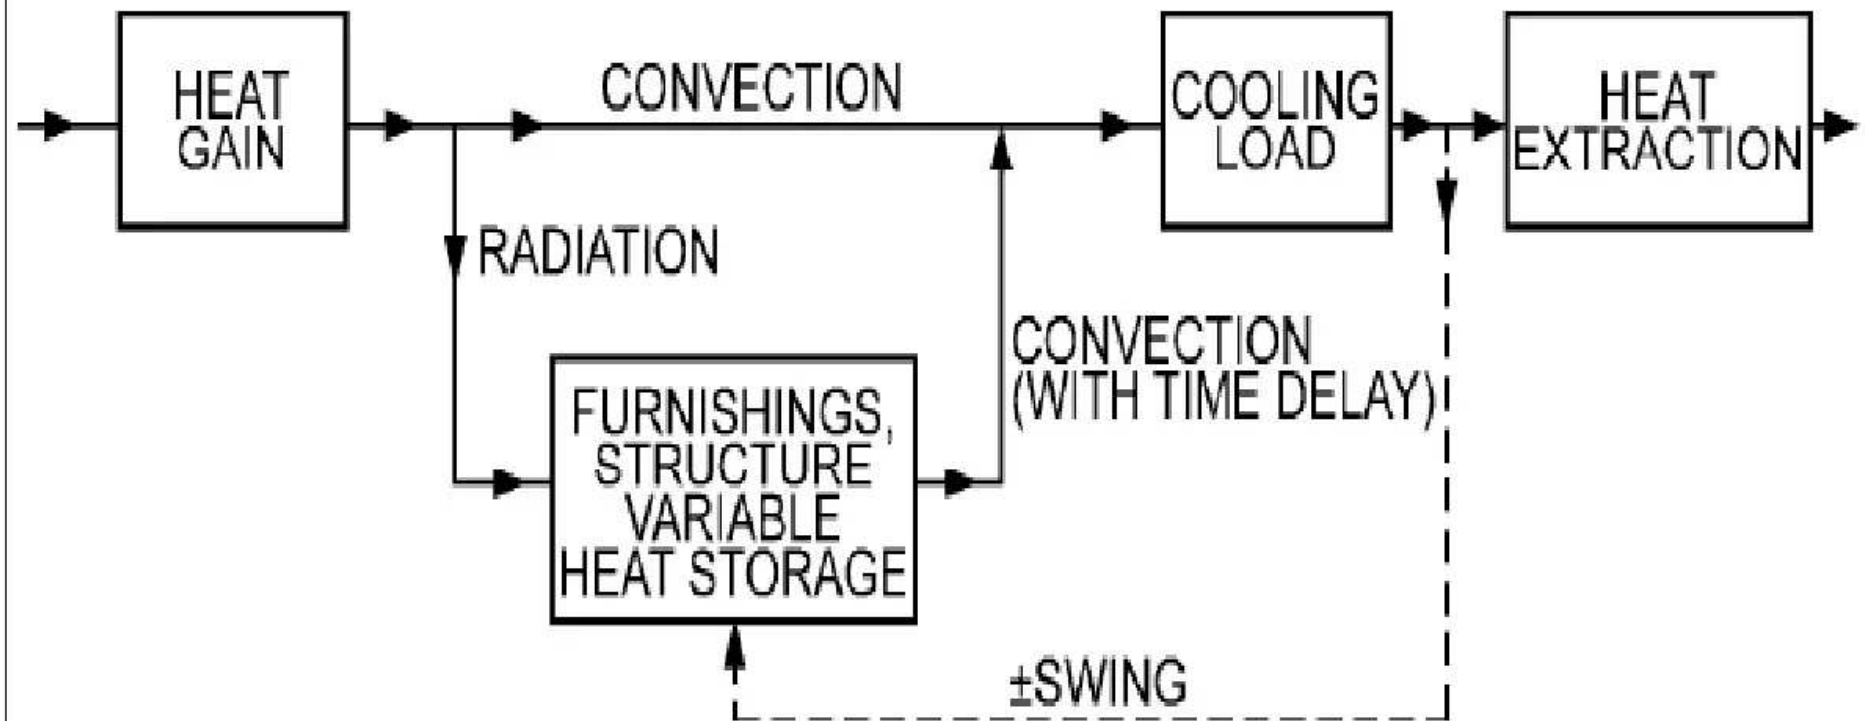 HEAT
GAIN
CONVECTION
COOLING
LOAD
HEAT
EXTRACTION
RADIATION
CONVECTION
(WITH TIME DELAY)
FURNISHINGS,
STRUCTURE
VARIABLE
HEAT STORAGE
±SWING